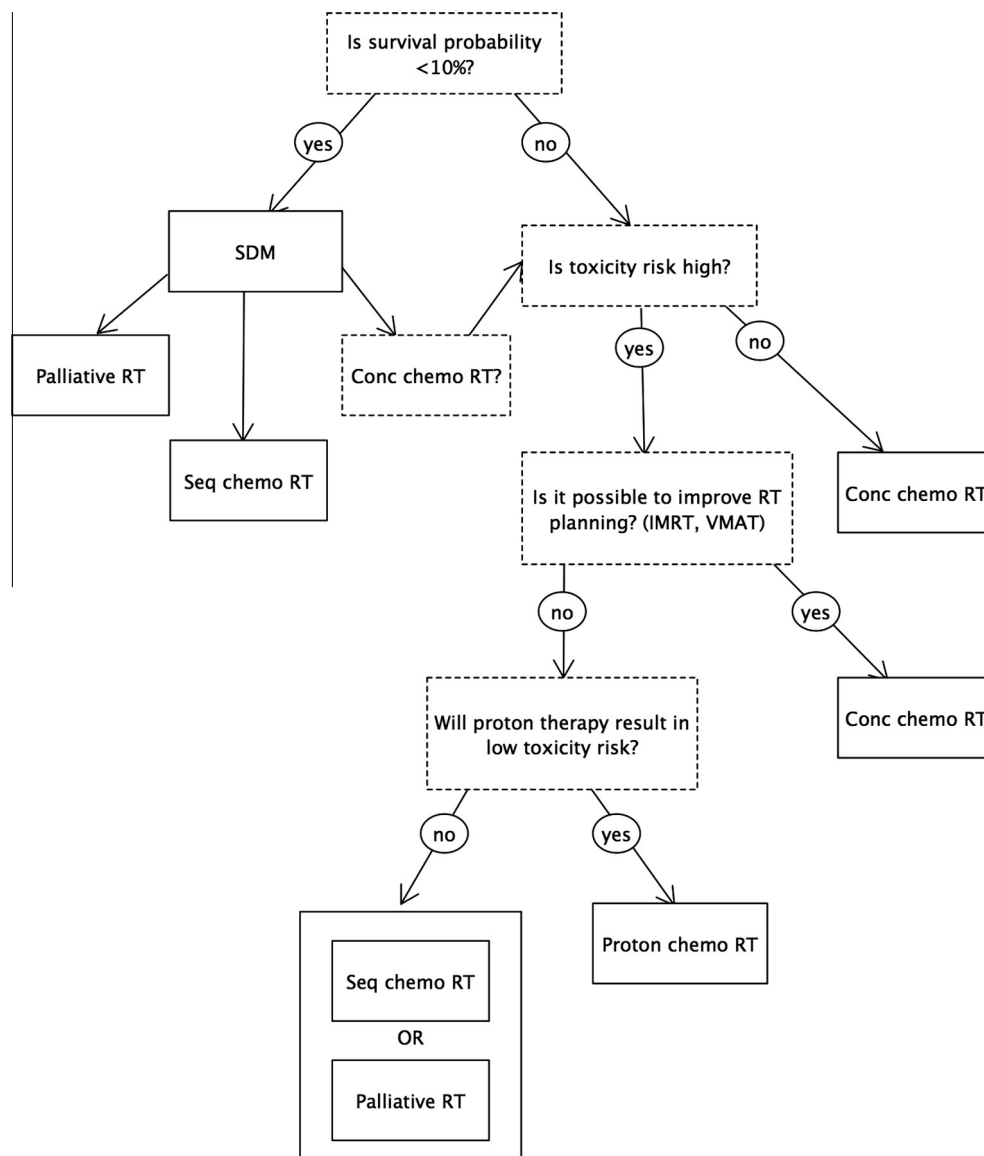 Is survival probability
<10%?
yes
no
SDM
Is toxicity risk high?
Palliative RT
Conc chemo RT?
yes
no
Seq chemo RT
Is it possible to improve RT
planning? (IMRT, VMAT)
Conc chemo RT
no
yes
Will proton therapy result in
low toxicity risk?
Conc chemo RT
no
yes
Seq chemo RT
OR
Palliative RT
Proton chemo RT